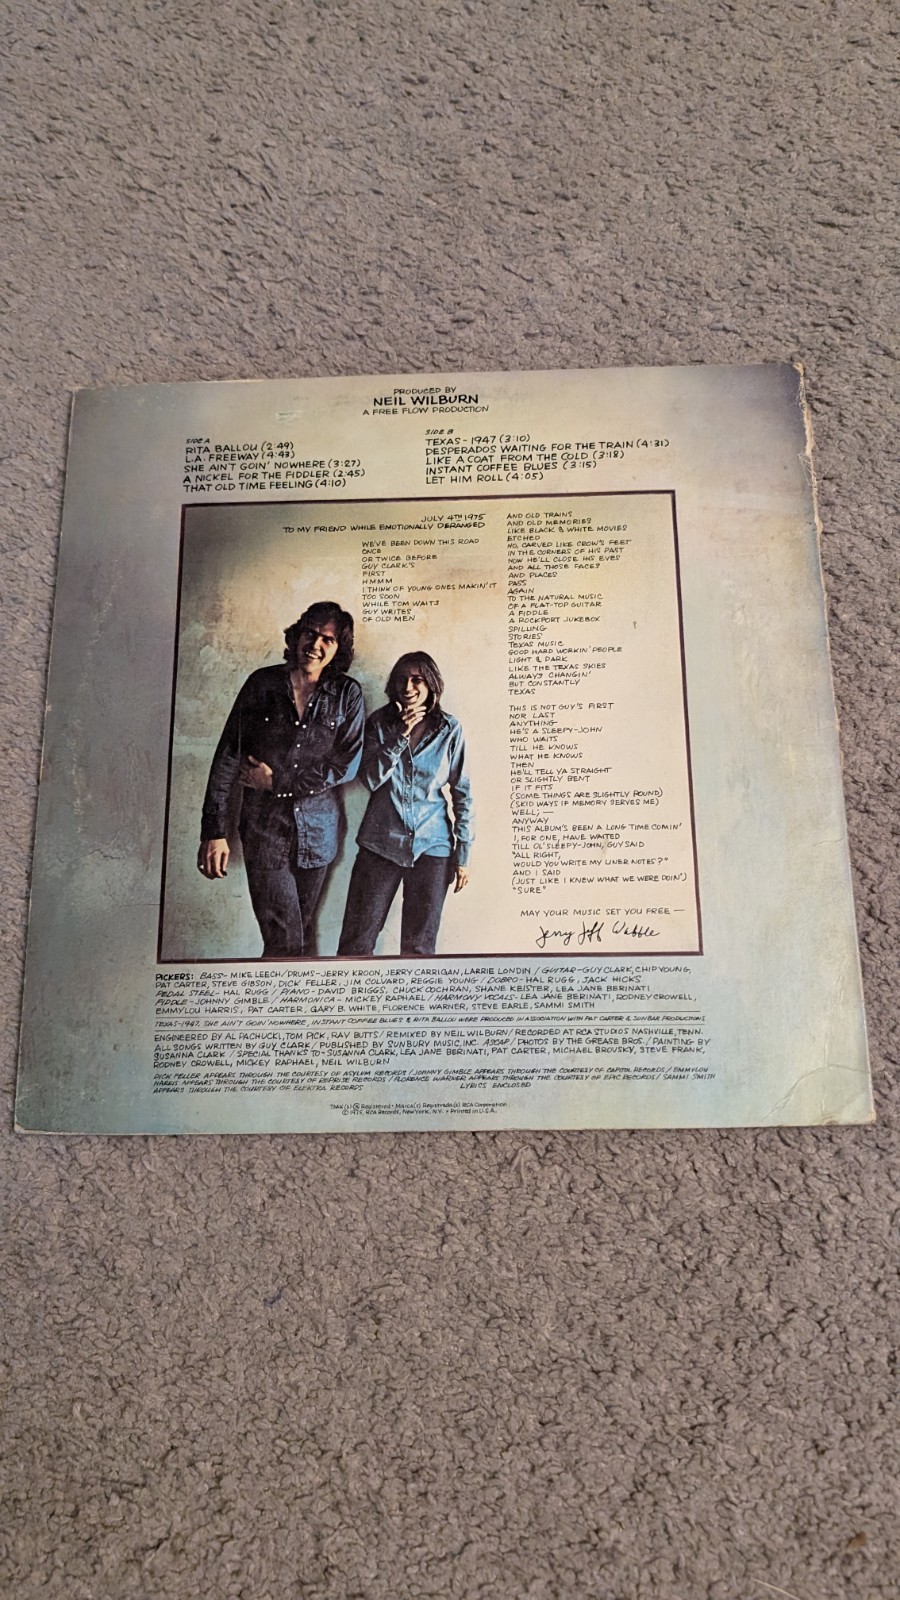 PRODUCED BY
NEIL WILBURN
A FREE FLOW PRODUCTION
SIDE A
RITA BALLOU (2:49)
L.A. FREEWAY (4:43)
SHE AIN'T GOIN' NOWHERE (3:27)
A NICKEL FOR THE FIDDLER (2:45)
THAT OLD TIME FEELING (4:10)
SIDE B
TEXAS-1947 (3:10)
DESPERADOS WAITING FOR THE TRAIN (4:31)
LIKE A COAT FROM THE COLD (3:18)
INSTANT COFFEE BLUES (3:15)
LET HIM ROLL (4:05)
JULY 4TH 1975
TO MY FRIEND WHILE EMOTIONALLY DERANGED
WE'VE BEEN DOWN THIS ROAD
ONCE
OR TWICE BEFORE
GUY CLARK'S
FIRST
HMMM
I THINK OF YOUNG ONES MAKIN' IT
TOO SOON
WHILE TOM WAITS
GUY WRITES
OF OLD MEN
AND OLD TRAINS
AND OLD MEMORIES
LIKE BLACK & WHITE MOVIES
ETCHED
NO, CARVED LIKE CROW'S FEET
IN THE CORNERS OF HIS PAST
NOW HE'LL CLOSE HIS EYES
AND ALL THOSE FACES
AND PLACES
PASS
AGAIN
TO THE NATURAL MUSIC
OF A FLAT-TOP GUITAR
A FIDDLE
A ROCKPORT JUKEBOX
SPILLING
STORIES
TEXAS MUSIC
GOOD HARD WORKIN' PEOPLE
LIGHT & DARK
LIKE THE TEXAS SKIES
ALWAYS CHANGIN'
BUT CONSTANTLY
TEXAS
THIS IS NOT GUY'S FIRST
NOR LAST
ANYTHING
HE'S A SLEEPY-JOHN
WHO WAITS
TILL HE KNOWS
WHAT HE KNOWS
THEN
HE'LL TELL YA STRAIGHT
OR SLIGHTLY BENT
IF IT FITS
(SOME THINGS ARE SLIGHTLY ROUND)
(SKID WAYS IF MEMORY SERVES ME)
WELL; —
ANYWAY
THIS ALBUM'S BEEN A LONG TIME COMIN'
I, FOR ONE, HAVE WAITED
TILL OL' SLEEPY-JOHN, GUY SAID
"ALL RIGHT,
WOULD YOU WRITE MY LINER NOTES?"
AND I SAID
(JUST LIKE I KNEW WHAT WE WERE DOIN')
"SURE"
MAY YOUR MUSIC SET YOU FREE —
Jerry Jeff Walker
PICKERS: BASS-MIKE LEECH/DRUMS-JERRY KROON, JERRY CARRIGAN, LARRIE LONDIN / GUITAR-GUY CLARK, CHIP YOUNG,
PAT CARTER, STEVE GIBSON, DICK FELLER, JIM COLVARD, REGGIE YOUNG / DOBRO-HAL RUGG, JACK HICKS
PEDAL STEEL-HAL RUGG / PIANO-DAVID BRIGGS, CHUCK COCHRAN, SHANE KEISTER, LEA JANE BERINATI
FIDDLE-JOHNNY GIMBLE / HARMONICA-MICKEY RAPHAEL / HARMONY VOCALS-LEA JANE BERINATI, RODNEY CROWELL,
EMMYLOU HARRIS, PAT CARTER, GARY B. WHITE, FLORENCE WARNER, STEVE EARLE, SAMMI SMITH
TEXAS-1947, SHE AIN'T GOIN' NOWHERE, INSTANT COFFEE BLUES & RITA BALLOU WERE PRODUCED IN ASSOCIATION WITH PAT CARTER & SUNBAR PRODUCTIONS.
ENGINEERED BY AL PACHUCKI, TOM PICK, RAY BUTTS / REMIXED BY NEIL WILBURN / RECORDED AT RCA STUDIOS NASHVILLE, TENN.
ALL SONGS WRITTEN BY GUY CLARK / PUBLISHED BY SUNBURY MUSIC, INC. ASCAP / PHOTOS BY THE GREASE BROS. / PAINTING BY
SUSANNA CLARK / SPECIAL THANKS TO-SUSANNA CLARK, LEA JANE BERINATI, PAT CARTER, MICHAEL BROVSKY, STEVE FRANK,
RODNEY CROWELL, MICKEY RAPHAEL, NEIL WILBURN
DICK FELLER APPEARS THROUGH THE COURTESY OF ASYLUM RECORDS / JOHNNY GIMBLE APPEARS THROUGH THE COURTESY OF CAPITOL RECORDS / EMMYLOU
HARRIS APPEARS THROUGH THE COURTESY OF REPRISE RECORDS / FLORENCE WARNER APPEARS THROUGH THE COURTESY OF EPIC RECORDS / SAMMI SMITH
APPEARS THROUGH THE COURTESY OF ELEKTRA RECORDS
LYRICS ENCLOSED
TMK(s) ® Registered • Marca(s) Registrada(s) RCA Corporation
© 1975, RCA Records, New York, N.Y. • Printed in U.S.A.